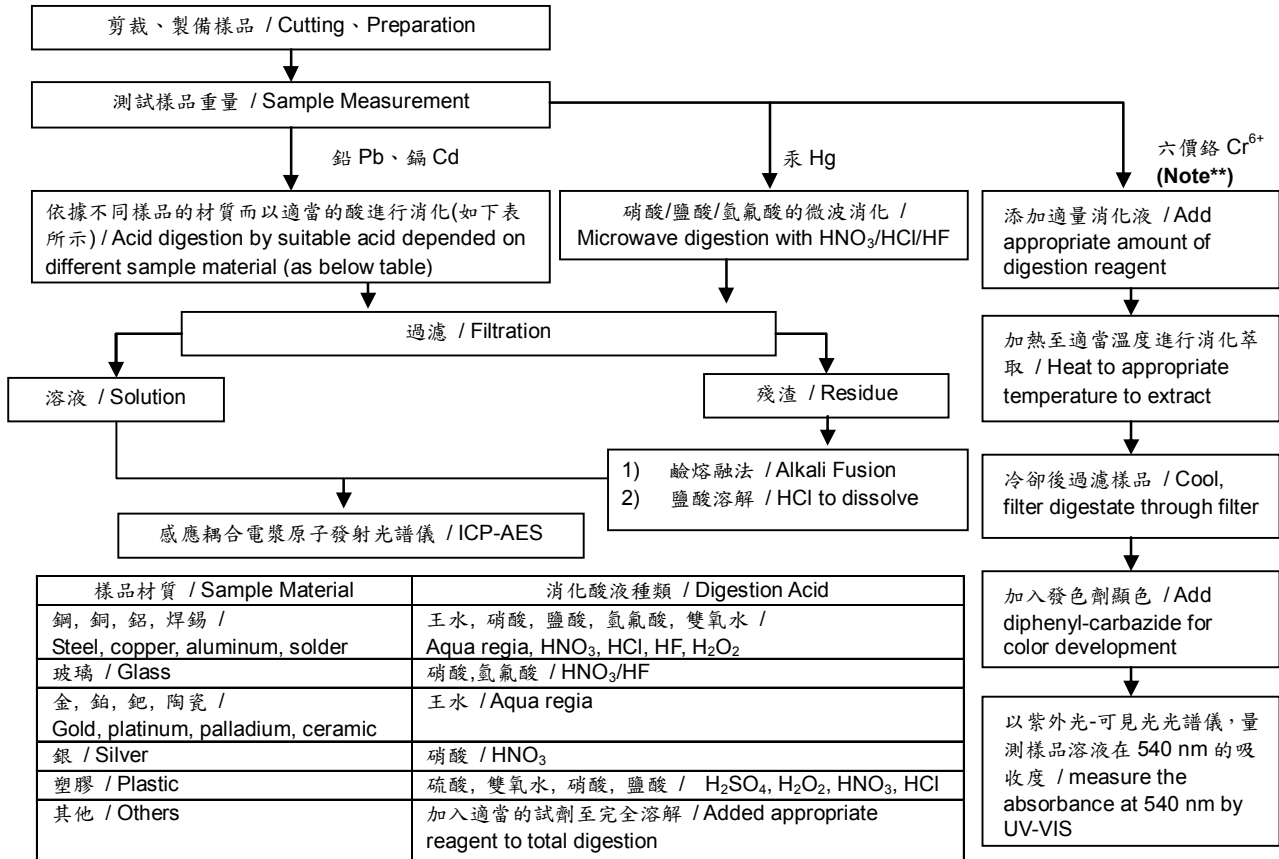 剪裁、製備樣品 / Cutting、Preparation
測試樣品重量 / Sample Measurement
鉛 Pb、鎘 Cd
汞 Hg
六價鉻 Cr⁶⁺
(Note**)
依據不同樣品的材質而以適當的酸進行消化(如下表
所示) / Acid digestion by suitable acid depended on
different sample material (as below table)
硝酸/鹽酸/氫氟酸的微波消化 /
Microwave digestion with HNO₃/HCl/HF
添加適量消化液 / Add
appropriate amount of
digestion reagent
過濾 / Filtration
加熱至適當溫度進行消化萃
取 / Heat to appropriate
temperature to extract
溶液 / Solution
殘渣 / Residue
1) 鹼熔融法 / Alkali Fusion
2) 鹽酸溶解 / HCl to dissolve
冷卻後過濾樣品 / Cool,
filter digestate through filter
感應耦合電漿原子發射光譜儀 / ICP-AES
加入發色劑顯色 / Add
diphenyl-carbazide for
color development
以紫外光-可見光光譜儀，量
測樣品溶液在 540 nm 的吸
收度 / measure the
absorbance at 540 nm by
UV-VIS
樣品材質 / Sample Material
消化酸液種類 / Digestion Acid
鋼, 銅, 鋁, 焊錫 /
Steel, copper, aluminum, solder
王水, 硝酸, 鹽酸, 氫氟酸, 雙氧水 /
Aqua regia, HNO₃, HCl, HF, H₂O₂
玻璃 / Glass
硝酸,氫氟酸 / HNO₃/HF
金, 鉑, 鈀, 陶瓷 /
Gold, platinum, palladium, ceramic
王水 / Aqua regia
銀 / Silver
硝酸 / HNO₃
塑膠 / Plastic
硫酸, 雙氧水, 硝酸, 鹽酸 / H₂SO₄, H₂O₂, HNO₃, HCl
其他 / Others
加入適當的試劑至完全溶解 / Added appropriate
reagent to total digestion